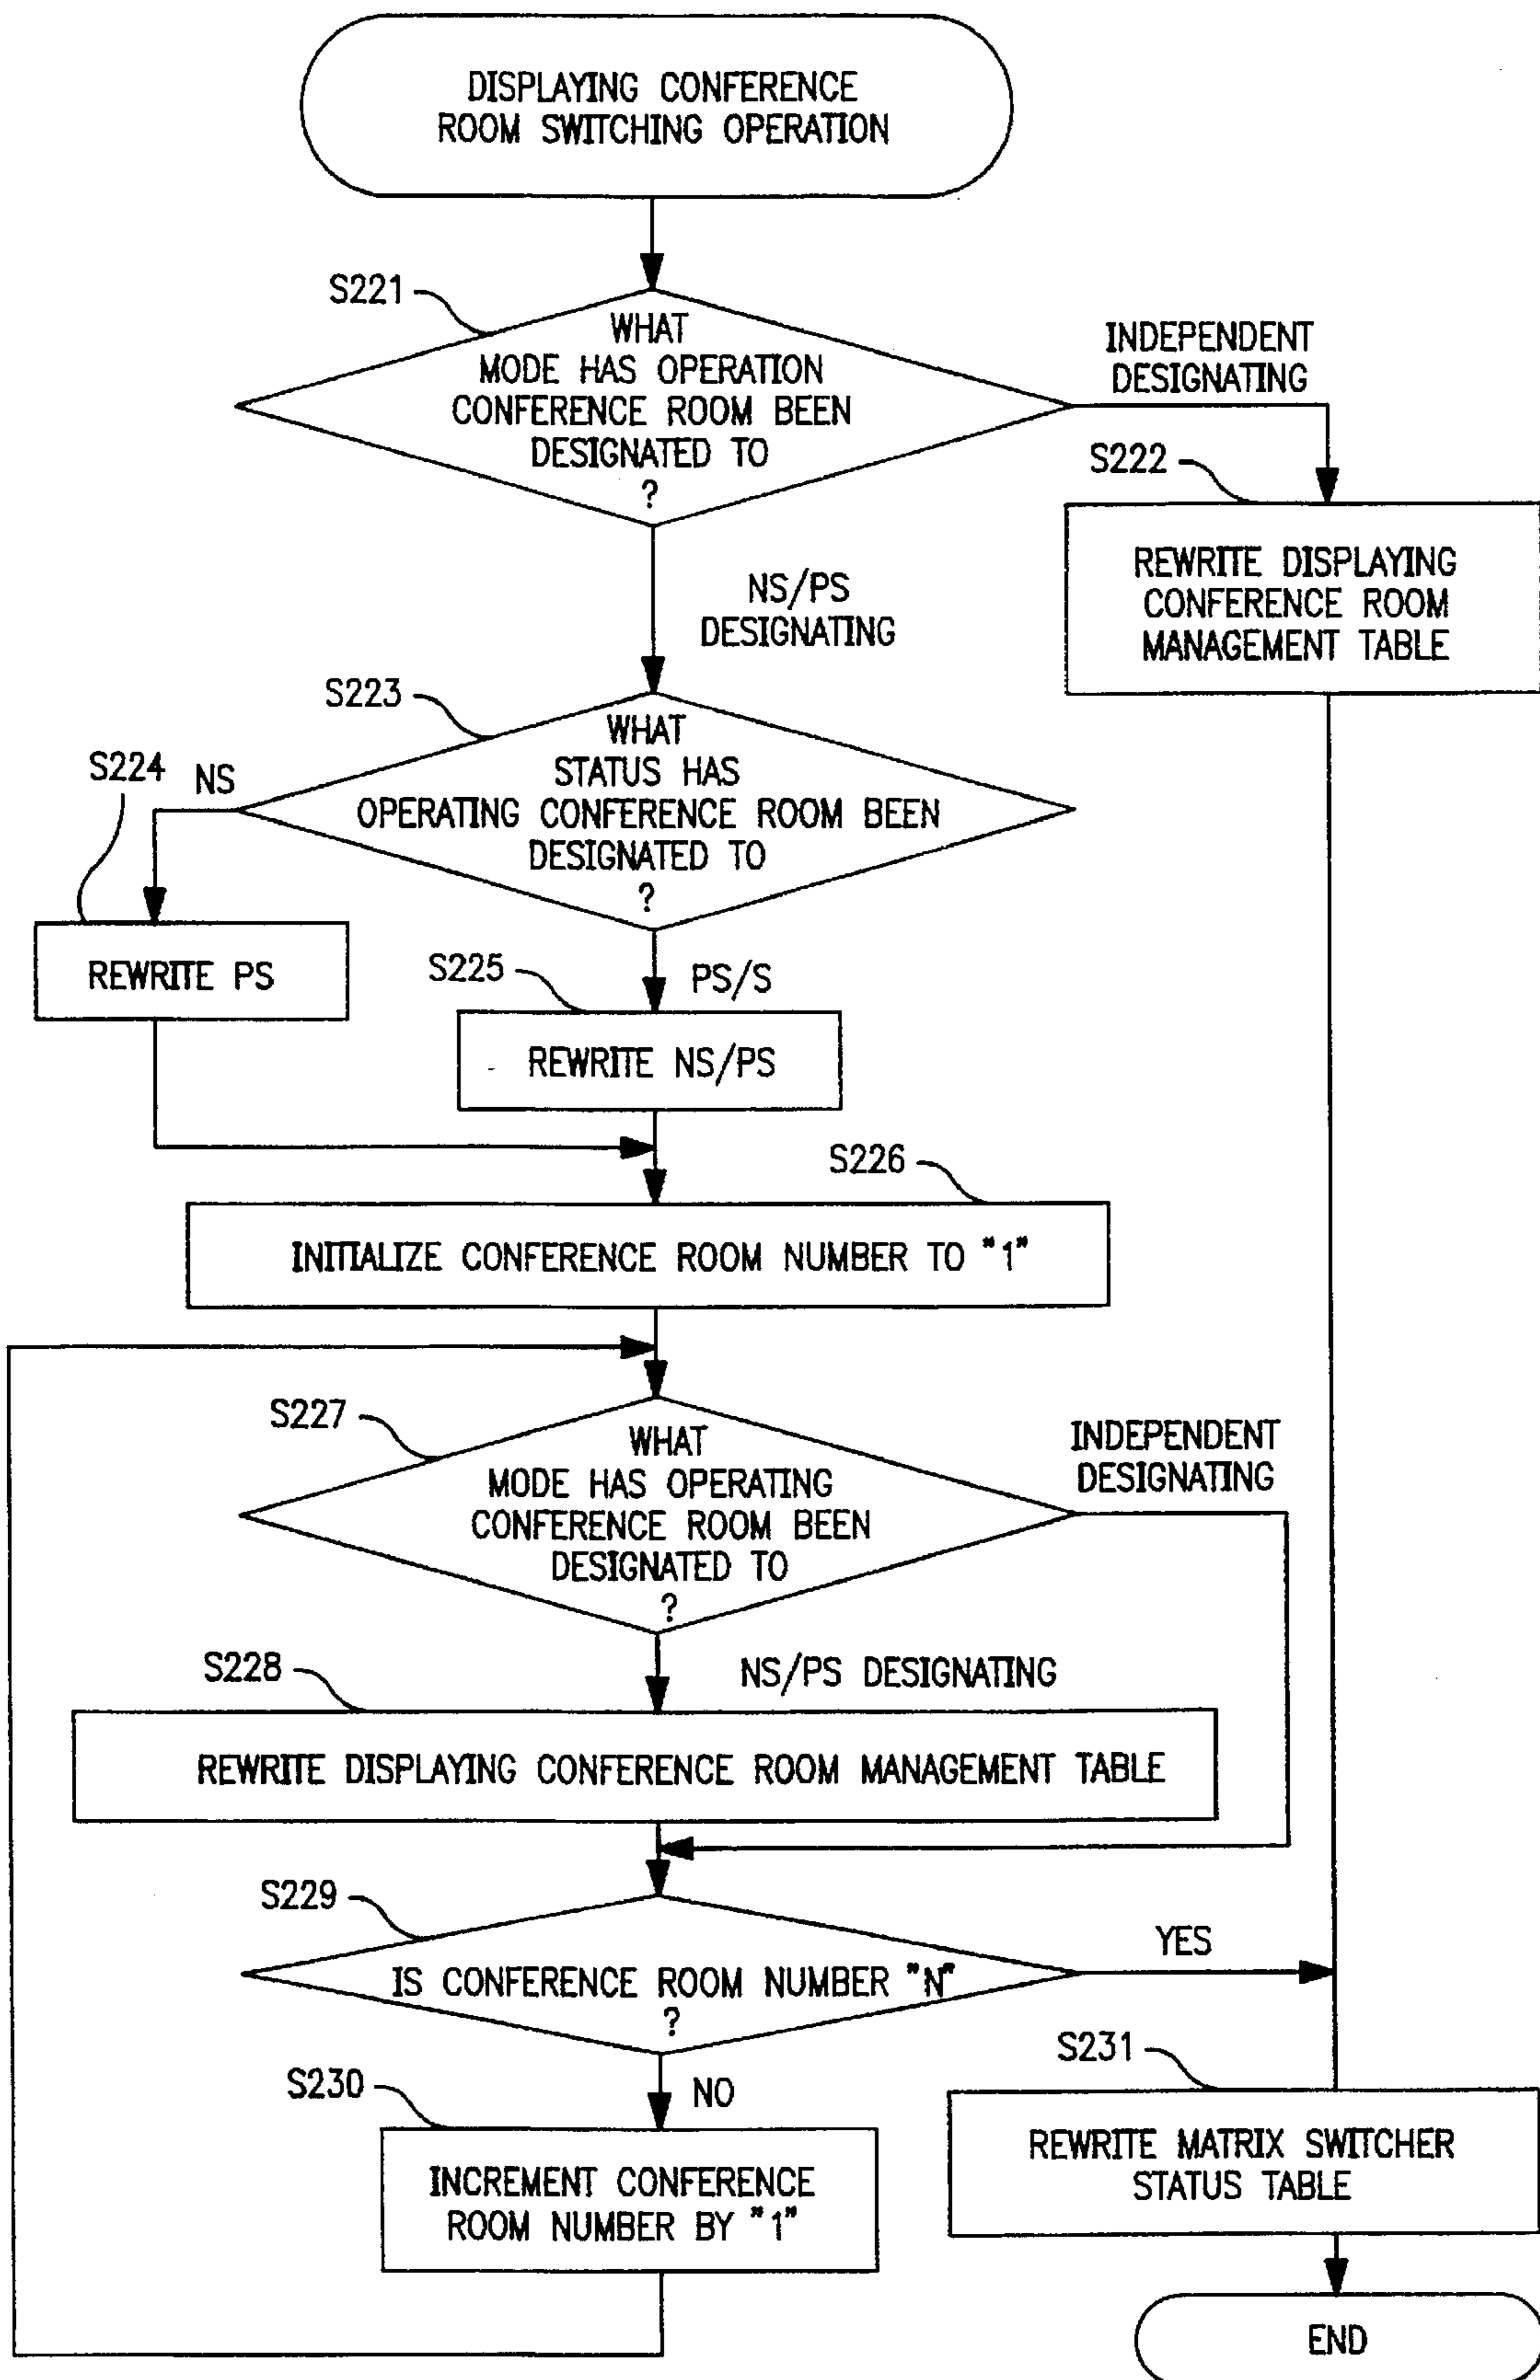 DISPLAYING CONFERENCE
ROOM SWITCHING OPERATION
S221
WHAT
MODE HAS OPERATION
CONFERENCE ROOM BEEN
DESIGNATED TO
?
INDEPENDENT
DESIGNATING
S222
REWRITE DISPLAYING
CONFERENCE ROOM
MANAGEMENT TABLE
NS/PS
DESIGNATING
S223
WHAT
STATUS HAS
OPERATING CONFERENCE ROOM BEEN
DESIGNATED TO
?
S224
NS
REWRITE PS
S225
PS/S
REWRITE NS/PS
S226
INITIALIZE CONFERENCE ROOM NUMBER TO "1"
S227
WHAT
MODE HAS OPERATING
CONFERENCE ROOM BEEN
DESIGNATED TO
?
INDEPENDENT
DESIGNATING
S228
NS/PS DESIGNATING
REWRITE DISPLAYING CONFERENCE ROOM MANAGEMENT TABLE
S229
IS CONFERENCE ROOM NUMBER "N"
?
YES
S230
NO
INCREMENT CONFERENCE
ROOM NUMBER BY "1"
S231
REWRITE MATRIX SWITCHER
STATUS TABLE
END